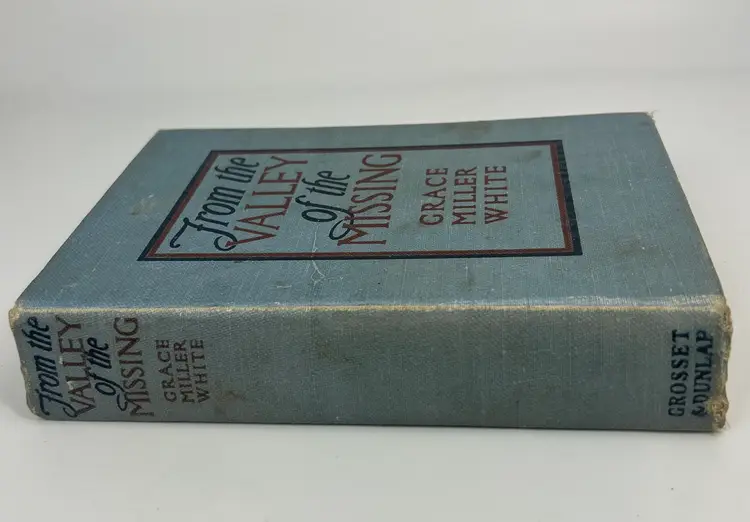 From the
VALLEY
of the
MISSING
GRACE
MILLER
WHITE
From the
VALLEY
of the
MISSING
GRACE
MILLER
WHITE
GROSSET
& DUNLAP